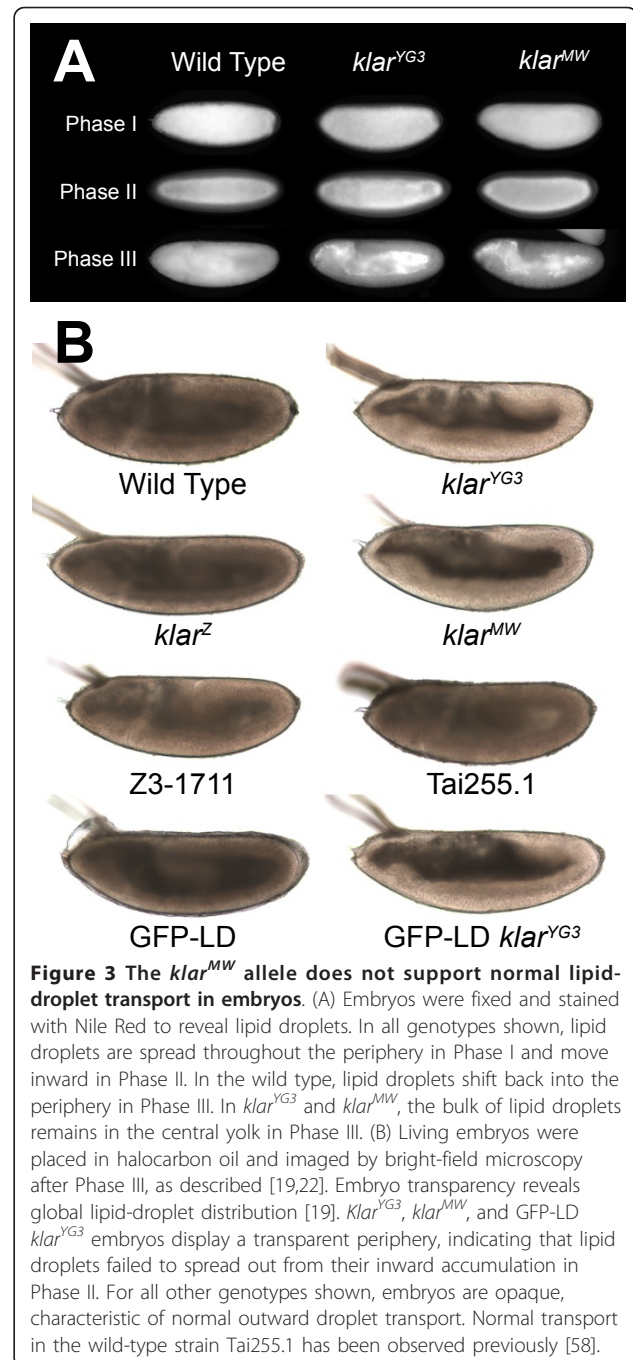 A
Wild Type klarYG3 klarMW
Phase I
Phase II
Phase III
B
Wild Type klarYG3
klarZ klarMW
Z3-1711 Tai255.1
GFP-LD GFP-LD klarYG3
Figure 3 The klarMW allele does not support normal lipid-
droplet transport in embryos. (A) Embryos were fixed and stained
with Nile Red to reveal lipid droplets. In all genotypes shown, lipid
droplets are spread throughout the periphery in Phase I and move
inward in Phase II. In the wild type, lipid droplets shift back into the
periphery in Phase III. In klarYG3 and klarMW, the bulk of lipid droplets
remains in the central yolk in Phase III. (B) Living embryos were
placed in halocarbon oil and imaged by bright-field microscopy
after Phase III, as described [19,22]. Embryo transparency reveals
global lipid-droplet distribution [19]. KlarYG3, klarMW, and GFP-LD
klarYG3 embryos display a transparent periphery, indicating that lipid
droplets failed to spread out from their inward accumulation in
Phase II. For all other genotypes shown, embryos are opaque,
characteristic of normal outward droplet transport. Normal transport
in the wild-type strain Tai255.1 has been observed previously [58].